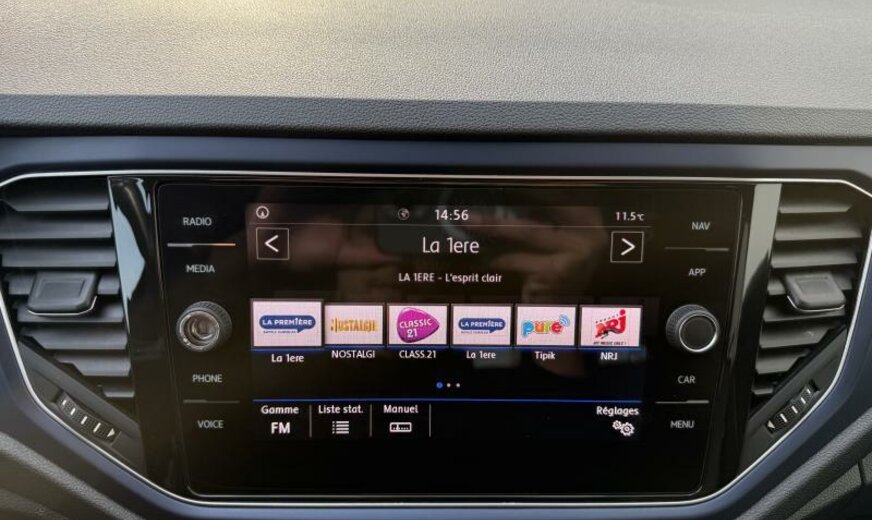 14:56
11.5°C
RADIO
MEDIA
PHONE
VOICE
NAV
APP
CAR
MENU
<
La 1ere
>
LA 1ERE - L'esprit clair
LA PREMIÈRE
NOSTALGIE
CLASSIC 21
LA PREMIÈRE
pure
NRJ
La 1ere
NOSTALGI
CLASS.21
La 1ere
Tipik
NRJ
Gamme
Liste stat.
Manuel
Réglages
FM